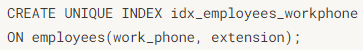 CREATE UNIQUE INDEX idx_employees_workphone
ON employees(work_phone, extension);